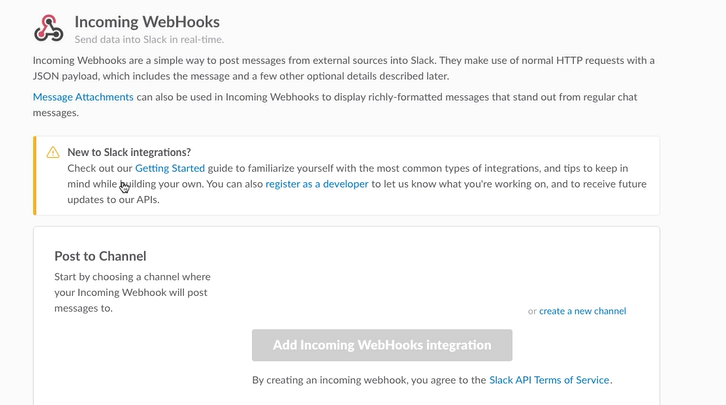 Incoming WebHooks
Send data into Slack in real-time.
Incoming Webhooks are a simple way to post messages from external sources into Slack. They make use of normal HTTP requests with a
JSON payload, which includes the message and a few other optional details described later.
Message Attachments can also be used in Incoming Webhooks to display richly-formatted messages that stand out from regular chat
messages.
New to Slack integrations?
Check out our Getting Started guide to familiarize yourself with the most common types of integrations, and tips to keep in
mind while building your own. You can also register as a developer to let us know what you're working on, and to receive future
updates to our APIs.
Post to Channel
Start by choosing a channel where
your Incoming Webhook will post
messages to.
or create a new channel
Add Incoming WebHooks integration
By creating an incoming webhook, you agree to the Slack API Terms of Service.